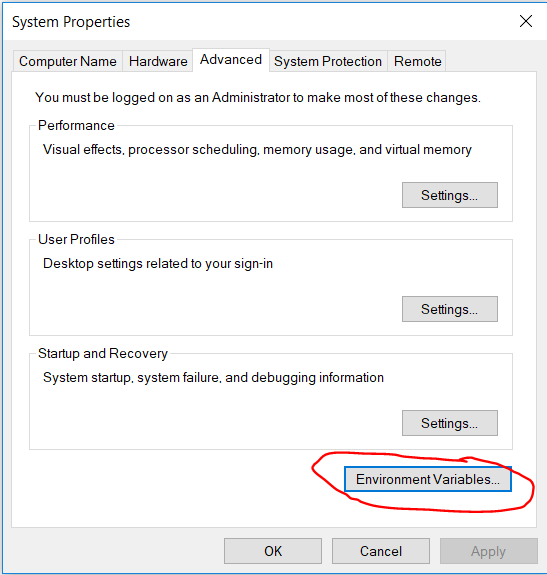 System Properties
Computer Name Hardware Advanced System Protection Remote
You must be logged on as an Administrator to make most of these changes.
Performance
Visual effects, processor scheduling, memory usage, and virtual memory
Settings...
User Profiles
Desktop settings related to your sign-in
Settings...
Startup and Recovery
System startup, system failure, and debugging information
Settings...
Environment Variables...
OK Cancel Apply